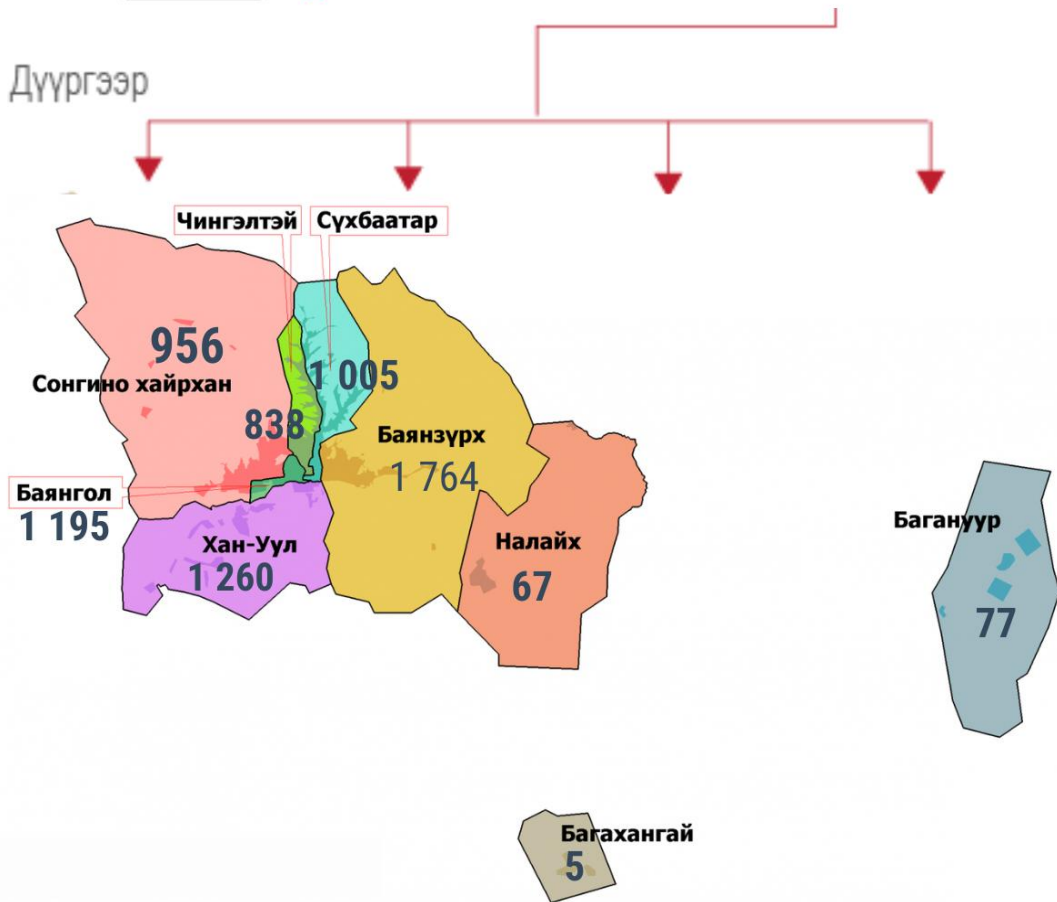 Дүүргээр
Чингэлтэй
Сүхбаатар
956
Сонгино хайрхан
1 005
838
Баянзүрх
1 764
Баянгол
1 195
Хан-Уул
1 260
Налайх
67
Багануур
77
Багахангай
5